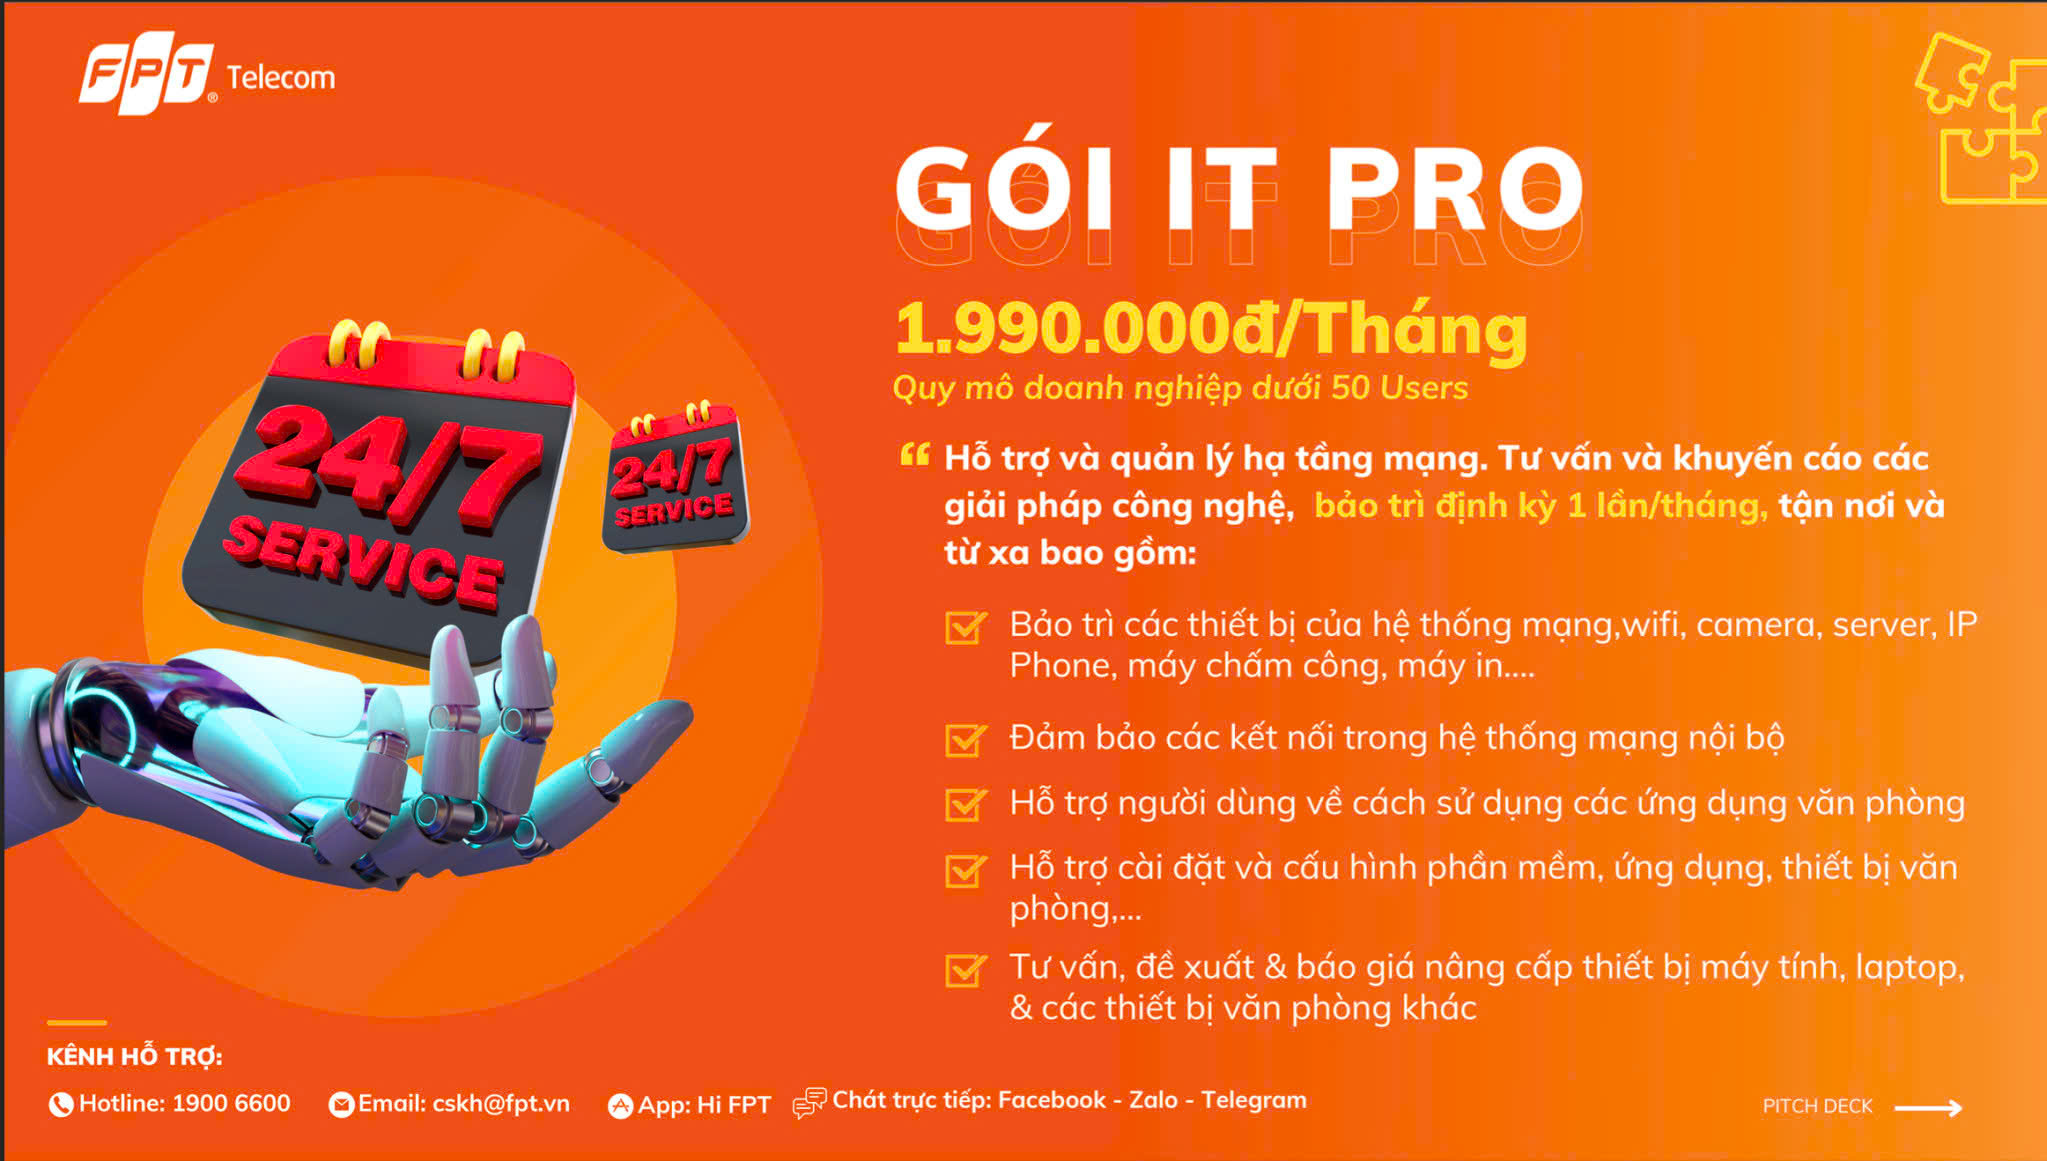 FPT® Telecom
GÓI IT PRO
1.990.000đ/Tháng
Quy mô doanh nghiệp dưới 50 Users
“ Hỗ trợ và quản lý hạ tầng mạng. Tư vấn và khuyến cáo các
giải pháp công nghệ, bảo trì định kỳ 1 lần/tháng, tận nơi và
từ xa bao gồm:
Bảo trì các thiết bị của hệ thống mạng,wifi, camera, server, IP
Phone, máy chấm công, máy in....
Đảm bảo các kết nối trong hệ thống mạng nội bộ
Hỗ trợ người dùng về cách sử dụng các ứng dụng văn phòng
Hỗ trợ cài đặt và cấu hình phần mềm, ứng dụng, thiết bị văn
phòng,...
Tư vấn, đề xuất & báo giá nâng cấp thiết bị máy tính, laptop,
& các thiết bị văn phòng khác
24/7
SERVICE
24/7
SERVICE
KÊNH HỖ TRỢ:
Hotline: 1900 6600 Email: cskh@fpt.vn App: Hi FPT Chát trực tiếp: Facebook - Zalo - Telegram
PITCH DECK